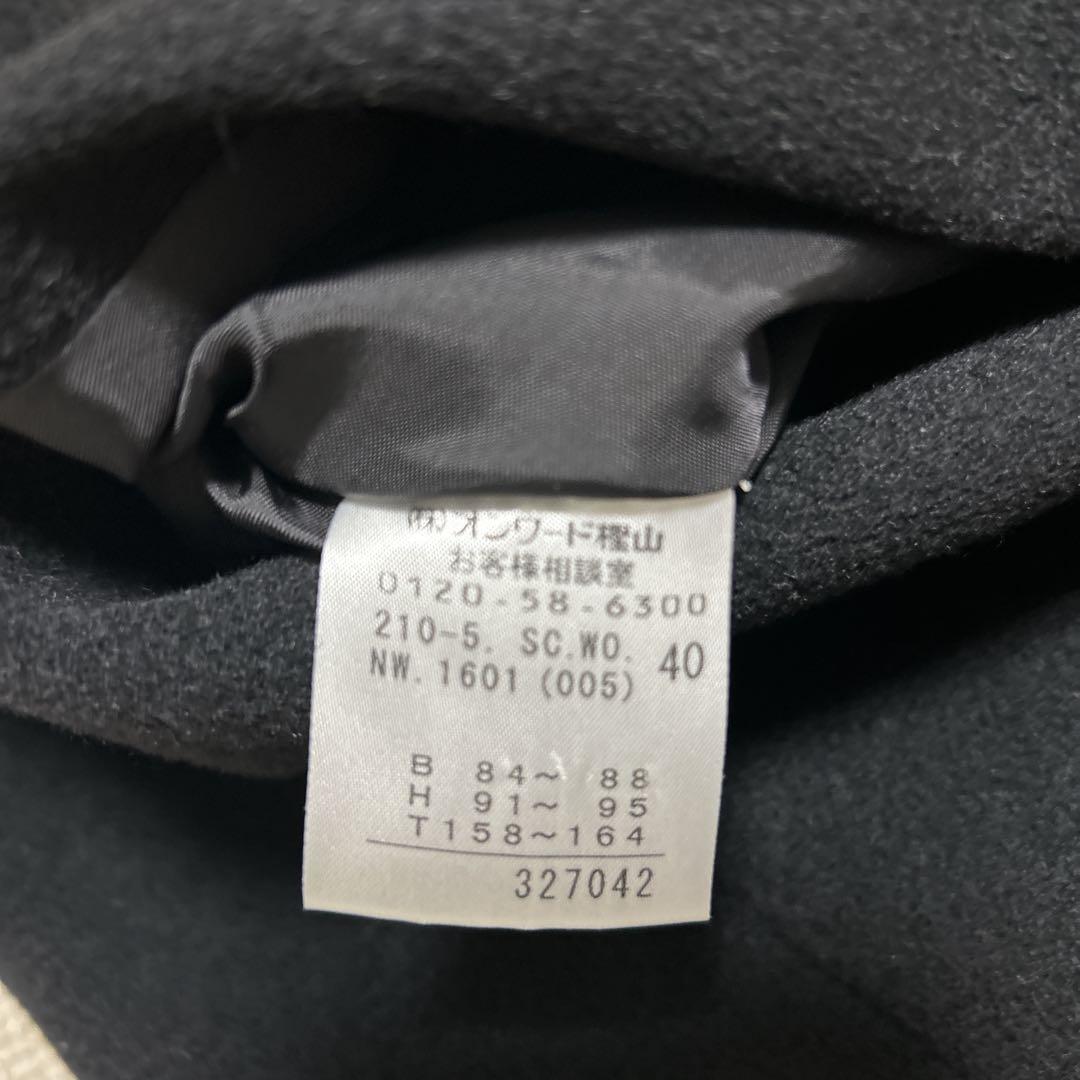 (株)オンワード樫山
お客様相談室
0120-58-6300
210-5. SC.WO. 40
NW.1601(005)
B 84~ 88
H 91~ 95
T158~164
327042